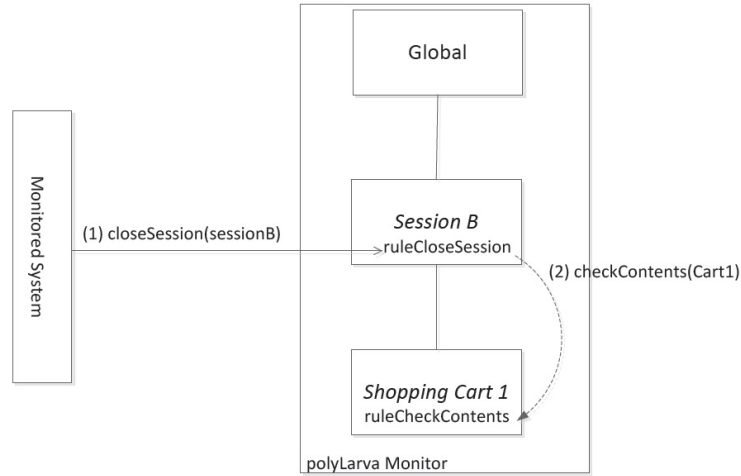 Global
Monitored System
(1) closeSession(sessionB)
Session B
ruleCloseSession
(2) checkContents(Cart1)
Shopping Cart 1
ruleCheckContents
polyLarva Monitor